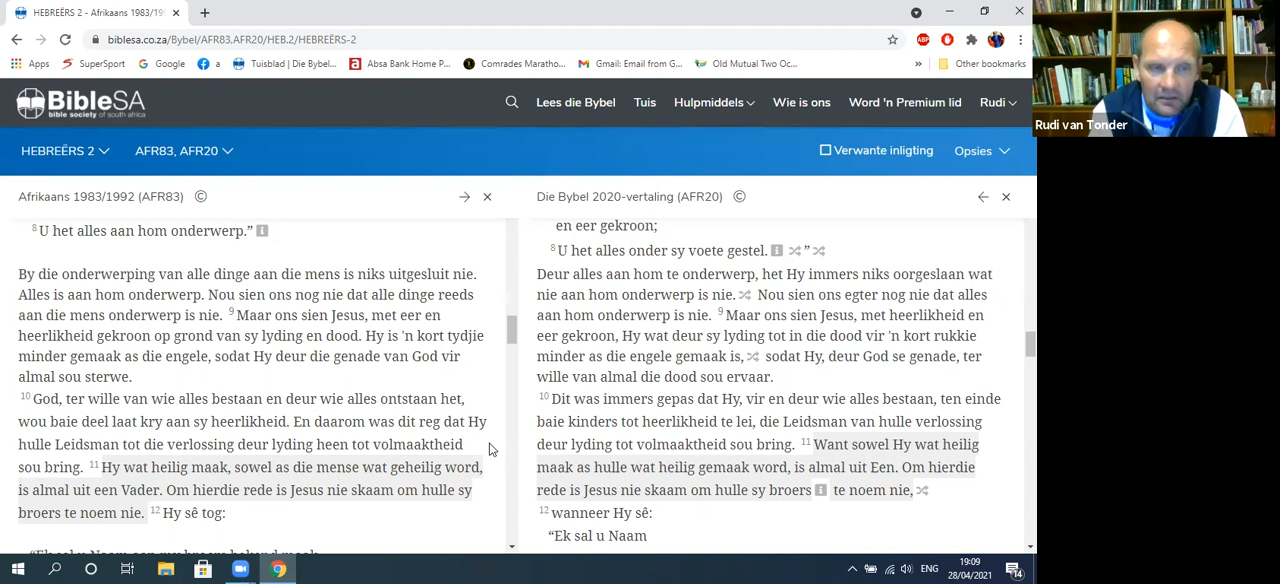 HEBREËRS 2 - Afrikaans 1983/199
biblesa.co.za/Bybel/AFR83,AFR20/HEB.2/HEBREËRS-2
ABP
Apps SuperSport Google a Tuisblad | Die Bybel... Absa Bank Home P... Comrades Maratho... Gmail: Email from G... Old Mutual Two Oc... » Other bookmarks
BibleSA
bible society of south africa
Lees die Bybel Tuis Hulpmiddels Wie is ons Word 'n Premium lid Rudi
HEBREËRS 2 AFR83, AFR20 Verwante inligting Opsies
Afrikaans 1983/1992 (AFR83) ©
8 U het alles aan hom onderwerp.”
By die onderwerping van alle dinge aan die mens is niks uitgesluit nie.
Alles is aan hom onderwerp. Nou sien ons nog nie dat alle dinge reeds
aan die mens onderwerp is nie. 9 Maar ons sien Jesus, met eer en
heerlikheid gekroon op grond van sy lyding en dood. Hy is 'n kort tydjie
minder gemaak as die engele, sodat Hy deur die genade van God vir
almal sou sterwe.
10 God, ter wille van wie alles bestaan en deur wie alles ontstaan het,
wou baie deel laat kry aan sy heerlikheid. En daarom was dit reg dat Hy
hulle Leidsman tot die verlossing deur lyding heen tot volmaaktheid
sou bring. 11 Hy wat heilig maak, sowel as die mense wat geheilig word,
is almal uit een Vader. Om hierdie rede is Jesus nie skaam om hulle sy
broers te noem nie. 12 Hy sê tog:
“Ek sal u Naam aan my broers bekend maak
Die Bybel 2020-vertaling (AFR20) ©
en eer gekroon;
8 U het alles onder sy voete gestel. ”
Deur alles aan hom te onderwerp, het Hy immers niks oorgeslaan wat
nie aan hom onderwerp is nie. Nou sien ons egter nog nie dat alles
aan hom onderwerp is nie. 9 Maar ons sien Jesus, met heerlikheid en
eer gekroon, Hy wat deur sy lyding tot in die dood vir 'n kort rukkie
minder as die engele gemaak is, sodat Hy, deur God se genade, ter
wille van almal die dood sou ervaar.
10 Dit was immers gepas dat Hy, vir en deur wie alles bestaan, ten einde
baie kinders tot heerlikheid te lei, die Leidsman van hulle verlossing
deur lyding tot volmaaktheid sou bring. 11 Want sowel Hy wat heilig
maak as hulle wat heilig gemaak word, is almal uit Een. Om hierdie
rede is Jesus nie skaam om hulle sy broers te noem nie,
12 wanneer Hy sê:
“Ek sal u Naam
Rudi van Tonder
ENG
19:09
28/04/2021
14